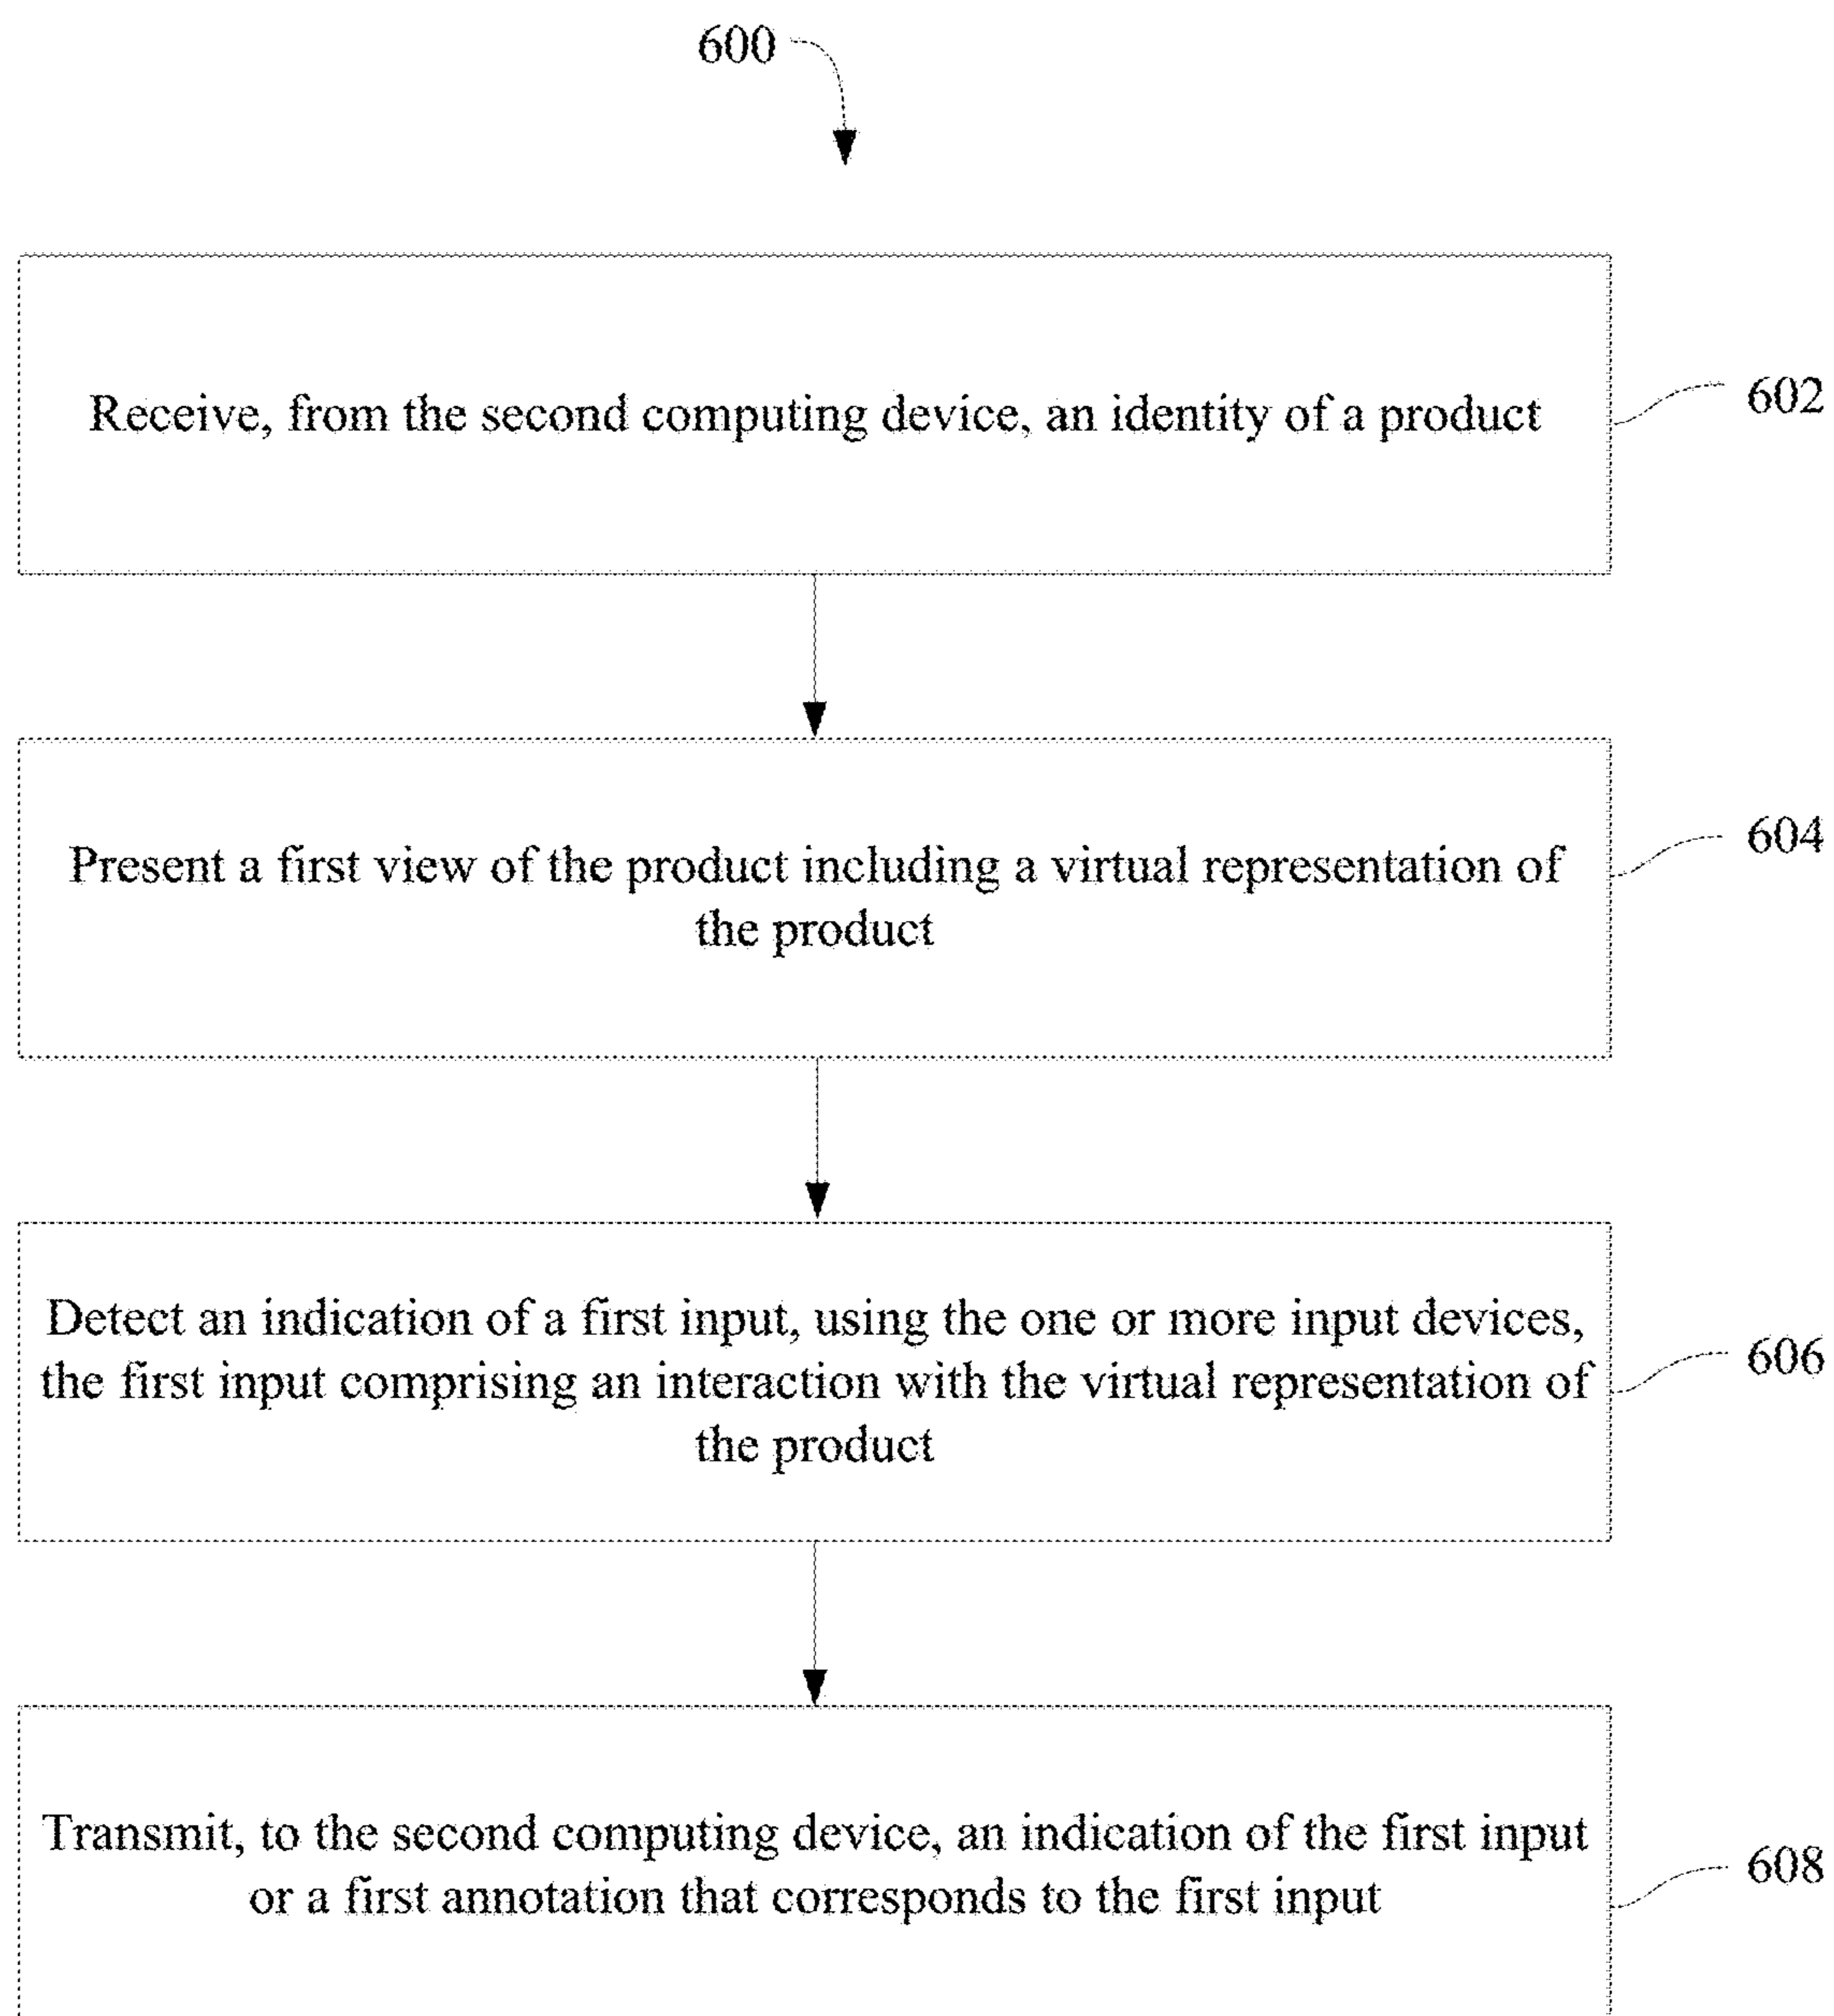 600
Receive, from the second computing device, an identity of a product
602
Present a first view of the product including a virtual representation of
the product
604
Detect an indication of a first input, using the one or more input devices,
the first input comprising an interaction with the virtual representation of
the product
606
Transmit, to the second computing device, an indication of the first input
or a first annotation that corresponds to the first input
608